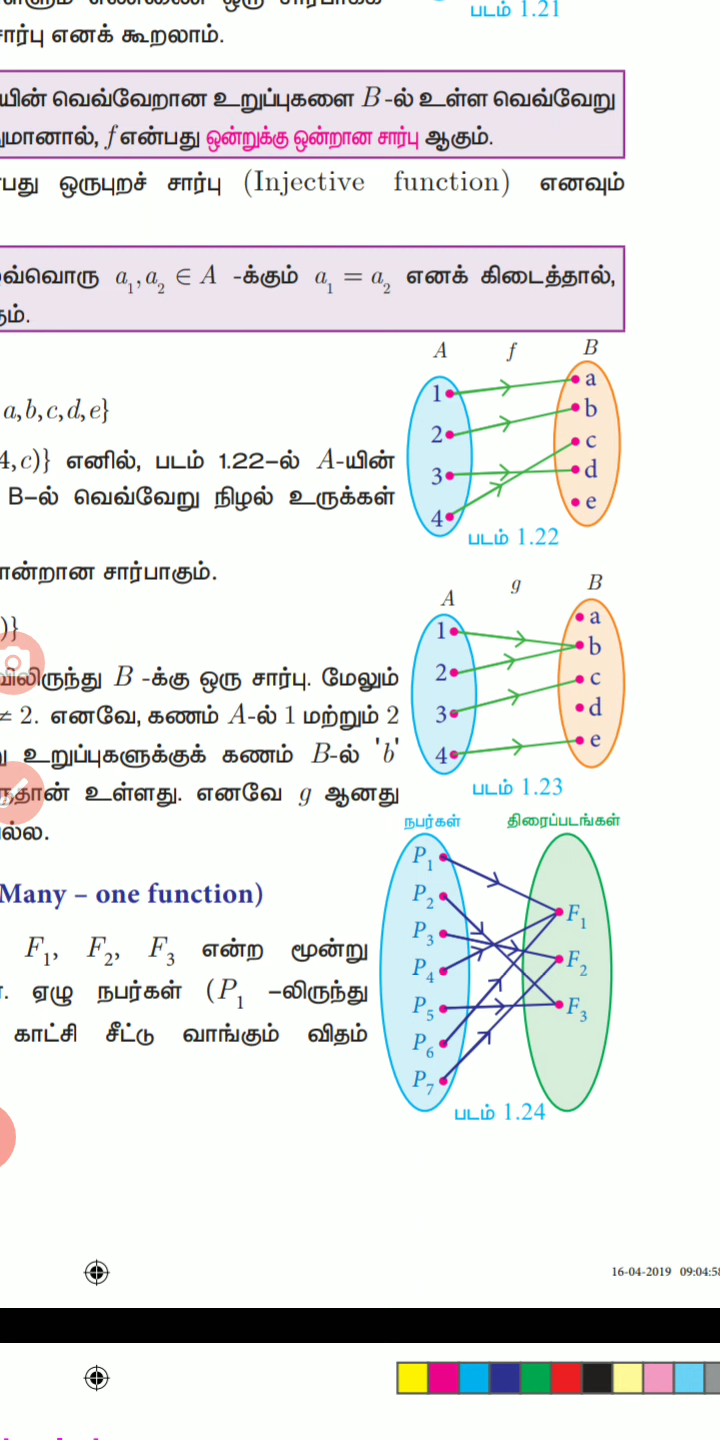 படம் 1.21
சார்பு எனக் கூறலாம்.
யின் வெவ்வேறான உறுப்புகளை B -ல் உள்ள வெவ்வேறு
மானால், f என்பது ஒன்றுக்கு ஒன்றான சார்பு ஆகும்.
பது ஒருபுறச் சார்பு (Injective function) எனவும்
வ்வொரு a₁, a₂ ∈ A -க்கும் a₁ = a₂ எனக் கிடைத்தால்,
ம்.
A f B
1 2 3 4
a b c d e
படம் 1.22
a, b, c, d, e}
4, c)} எனில், படம் 1.22–ல் A-யின்
B–ல் வெவ்வேறு நிழல் உருக்கள்
ான்றான சார்பாகும்.
)}
விலிருந்து B -க்கு ஒரு சார்பு. மேலும்
≠ 2. எனவே, கணம் A-ல் 1 மற்றும் 2
உறுப்புகளுக்குக் கணம் B-ல் 'b'
தான் உள்ளது. எனவே g ஆனது
ல்ல.
A g B
1 2 3 4
a b c d e
படம் 1.23
Many – one function)
F₁, F₂, F₃ என்ற மூன்று
. ஏழு நபர்கள் (P₁ –லிருந்து
காட்சி சீட்டு வாங்கும் விதம்
நபர்கள் திரைப்படங்கள்
P₁ P₂ P₃ P₄ P₅ P₆ P₇
F₁ F₂ F₃
படம் 1.24
16-04-2019 09:04:58